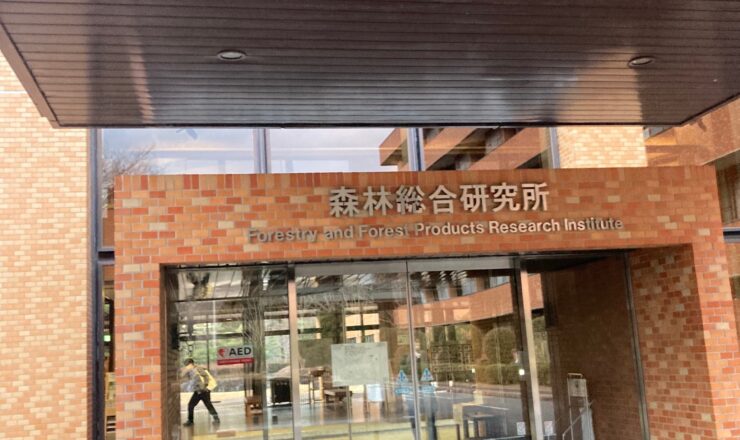 森林総合研究所
Forestry and Forest Products Research Institute
AED